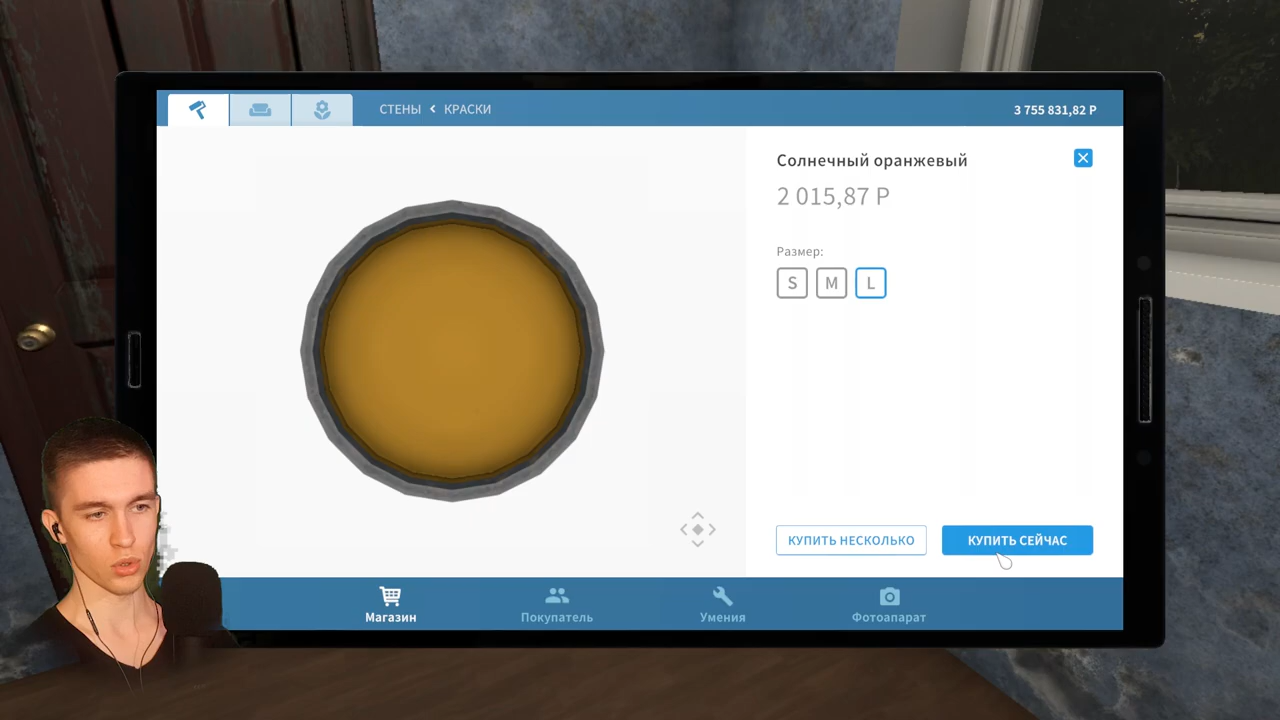 СТЕНЫ < КРАСКИ
3 755 831,82 Р
Солнечный оранжевый
2 015,87 Р
Размер:
S M L
КУПИТЬ НЕСКОЛЬКО
КУПИТЬ СЕЙЧАС
Магазин
Покупатель
Умения
Фотоапарат